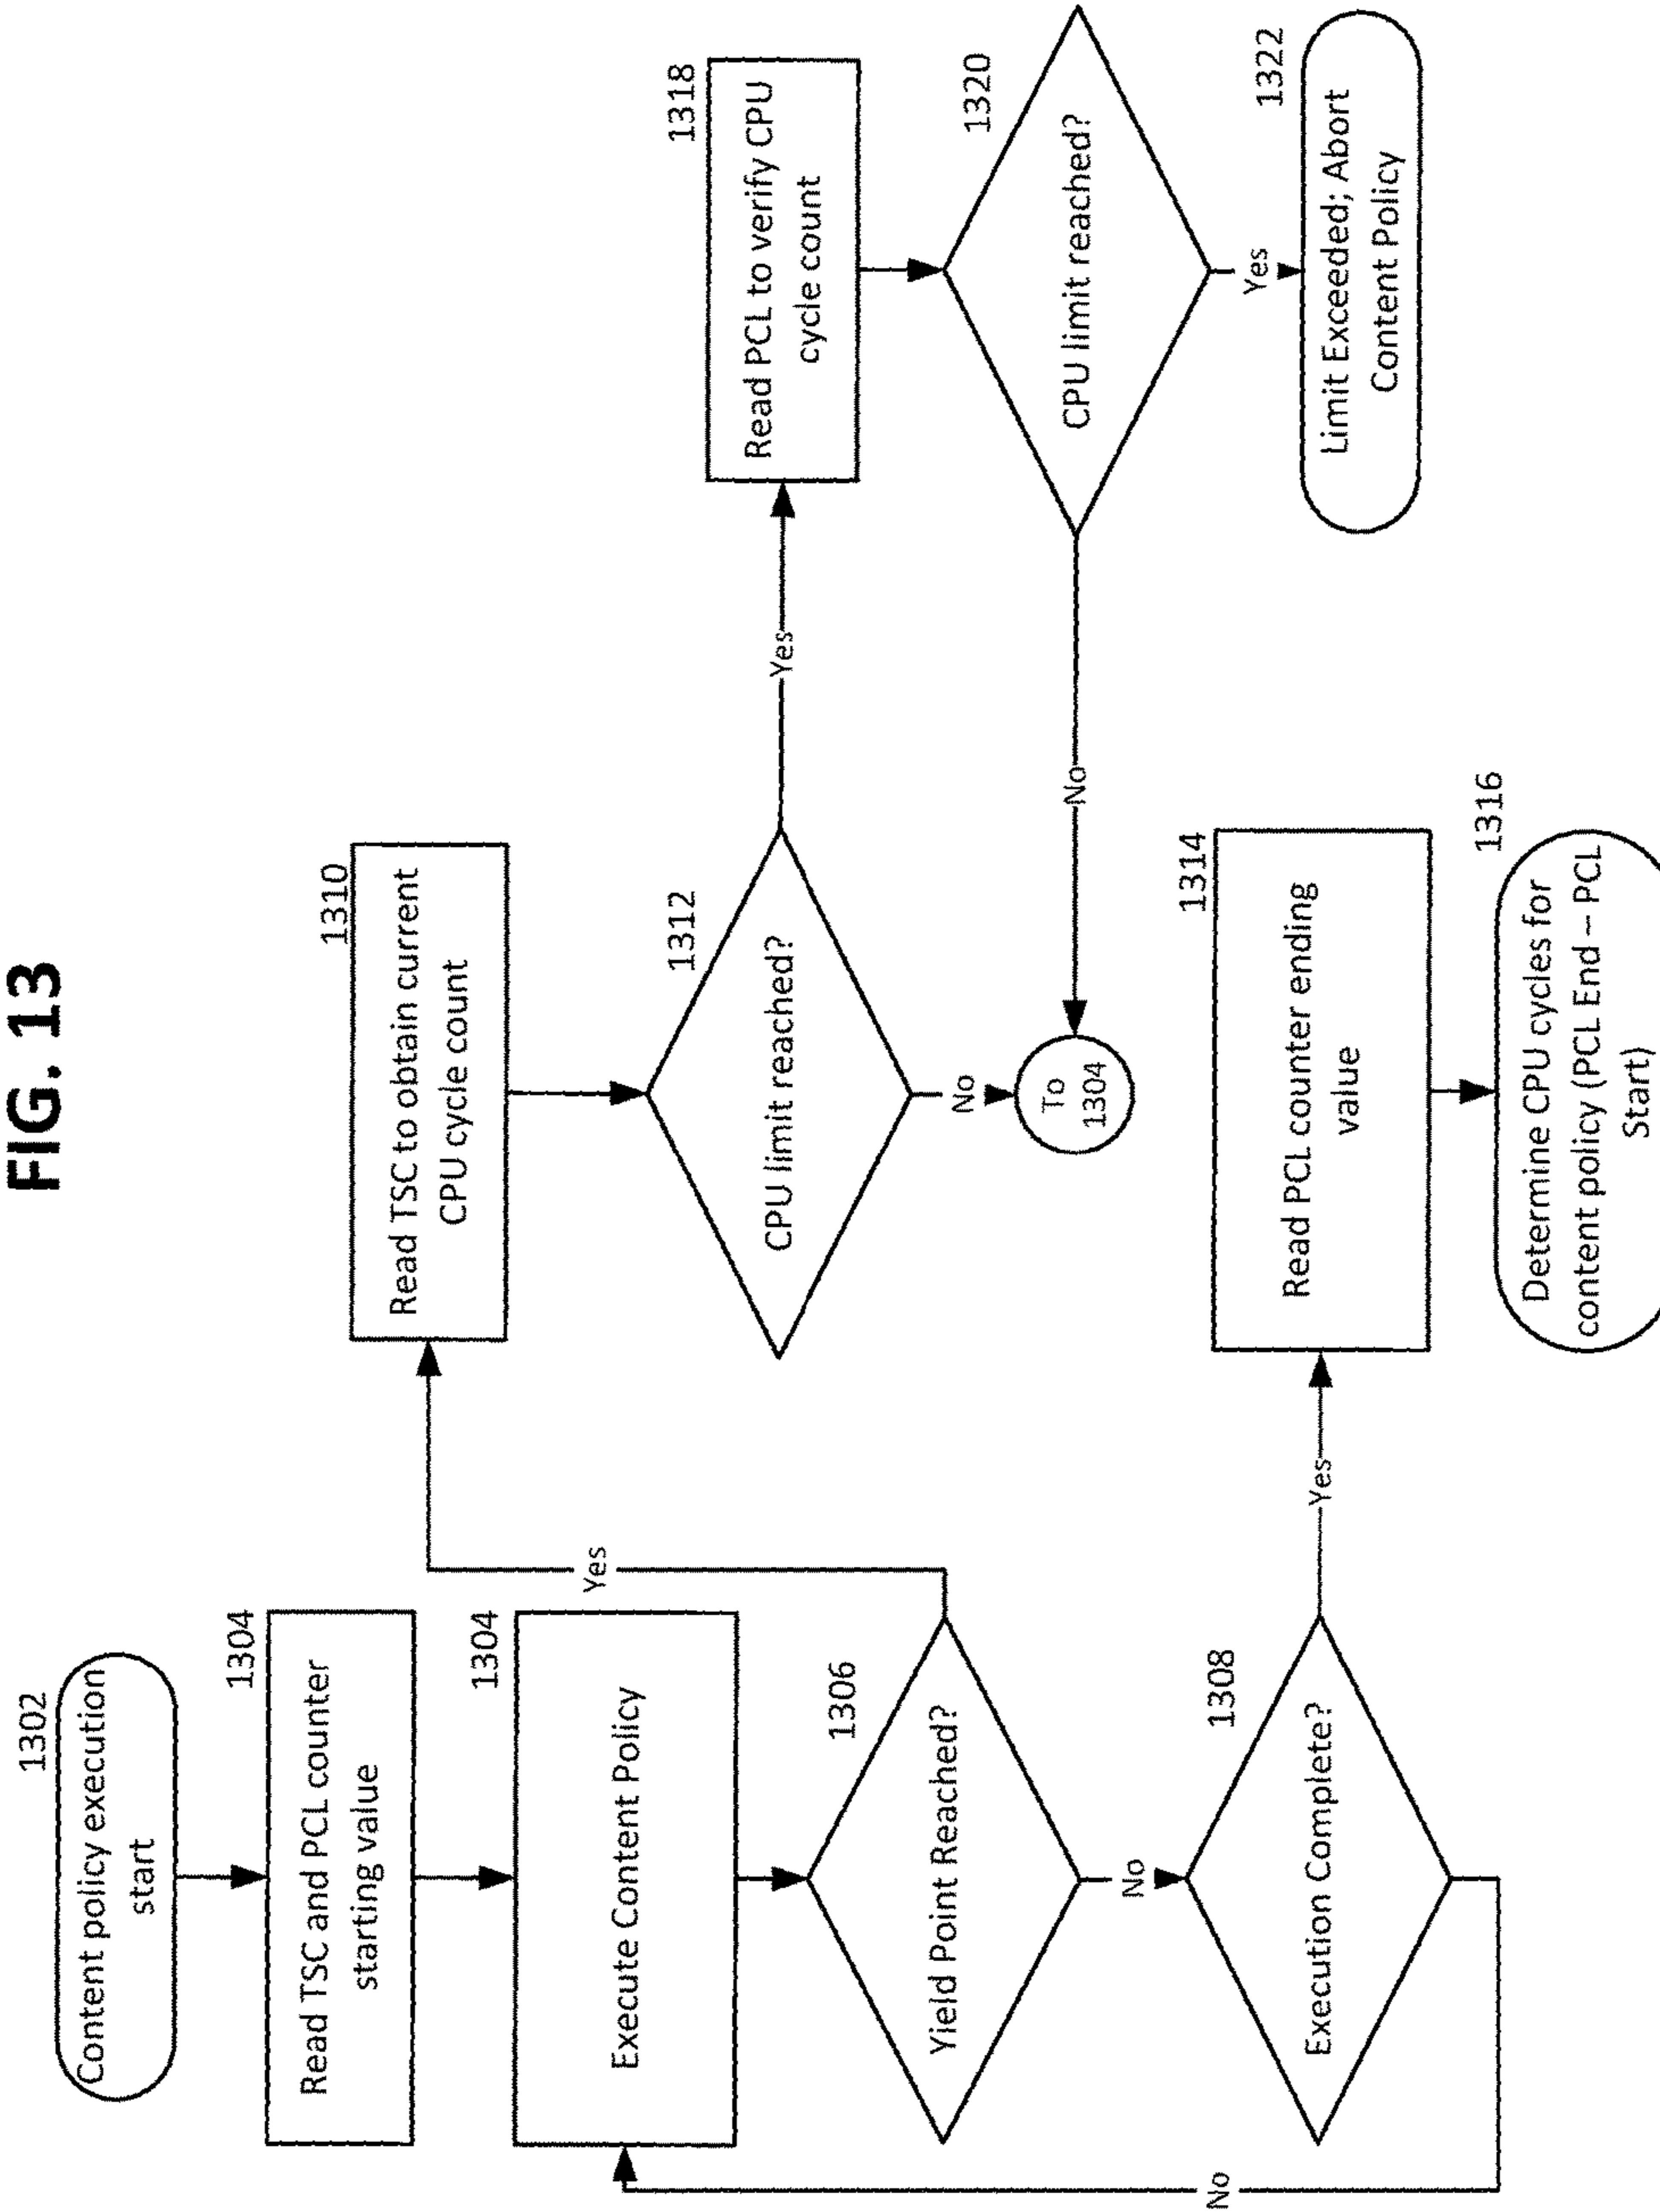 FIG. 13
1302
Content policy execution
start
1304
Read TSC and PCL counter
starting value
1304
Execute Content Policy
1306
Yield Point Reached?
Yes
No
1308
Execution Complete?
No
Yes
1310
Read TSC to obtain current
CPU cycle count
1312
CPU limit reached?
Yes
No
To
1304
1314
Read PCL counter ending
value
1316
Determine CPU cycles for
content policy (PCL End – PCL
Start)
1318
Read PCL to verify CPU
cycle count
1320
CPU limit reached?
No
Yes
1322
Limit Exceeded; Abort
Content Policy